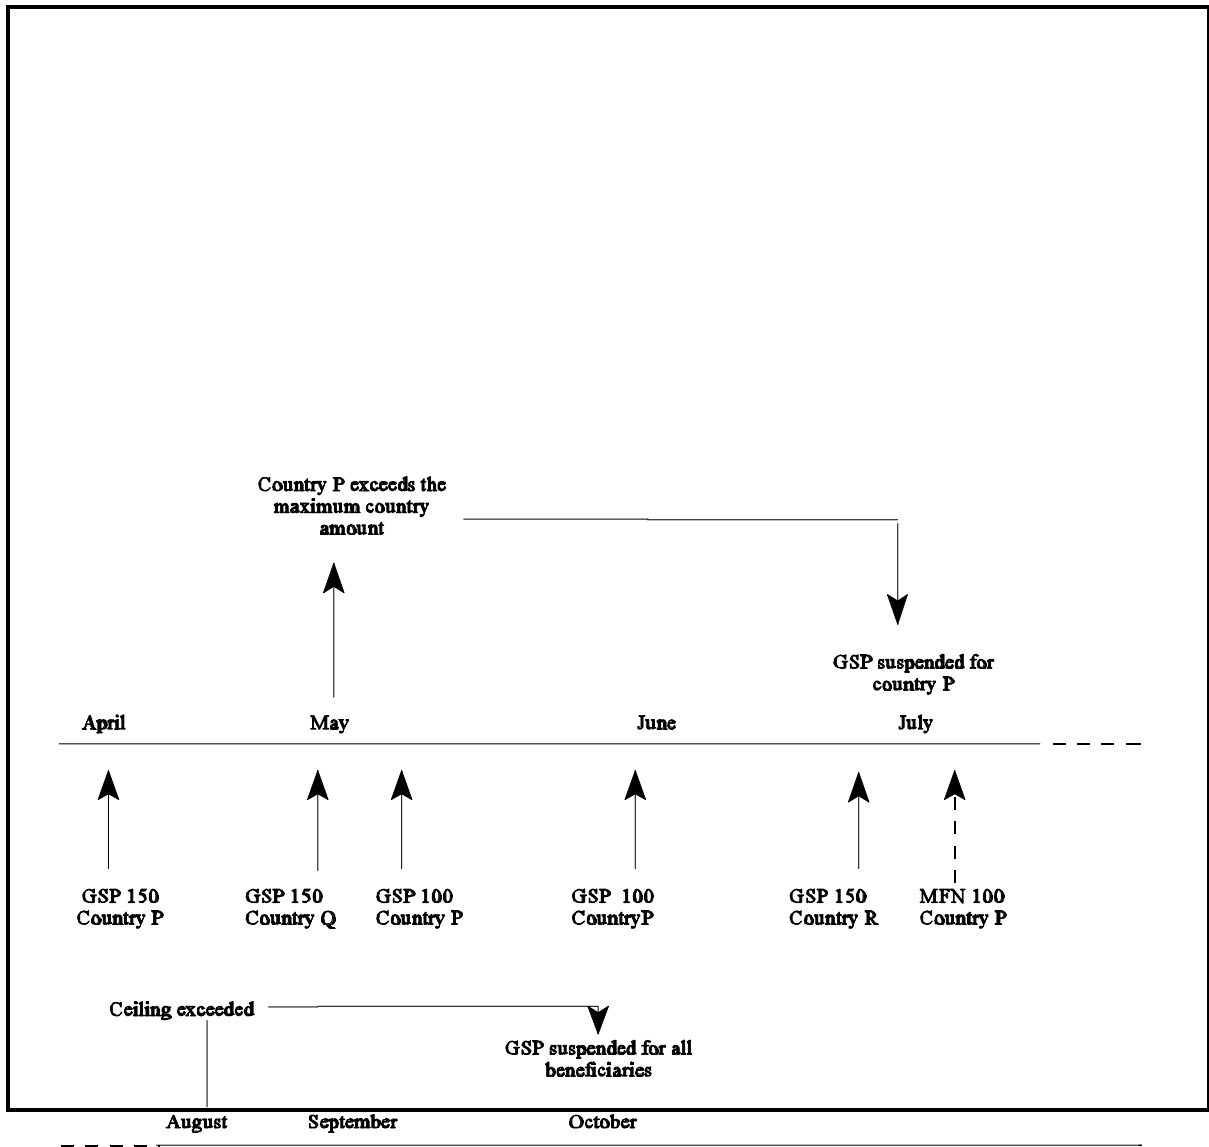 Country P exceeds the
maximum country
amount
GSP suspended for
country P
April May June July
GSP 150 GSP 150 GSP 100 GSP 100 GSP 150 MFN 100
Country P Country Q Country P CountryP Country R Country P
Ceiling exceeded
GSP suspended for all
beneficiaries
August September October